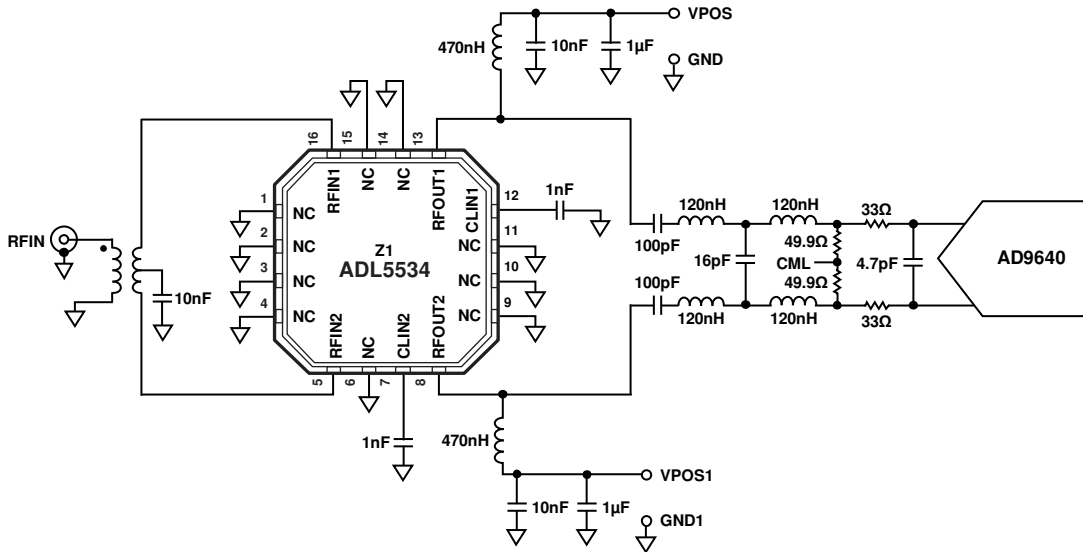 VPOS
470nH
10nF
1µF
GND
16
15
14
13
RFIN1
NC
NC
RFOUT1
CLIN1
12
1nF
1
NC
2
NC
3
NC
4
NC
Z1
ADL5534
11
NC
10
NC
9
NC
RFIN
10nF
RFIN2
NC
CLIN2
RFOUT2
5
6
7
8
1nF
120nH
120nH
33Ω
100pF
49.9Ω
16pF
CML
4.7pF
AD9640
100pF
49.9Ω
120nH
120nH
33Ω
470nH
VPOS1
10nF
1µF
GND1